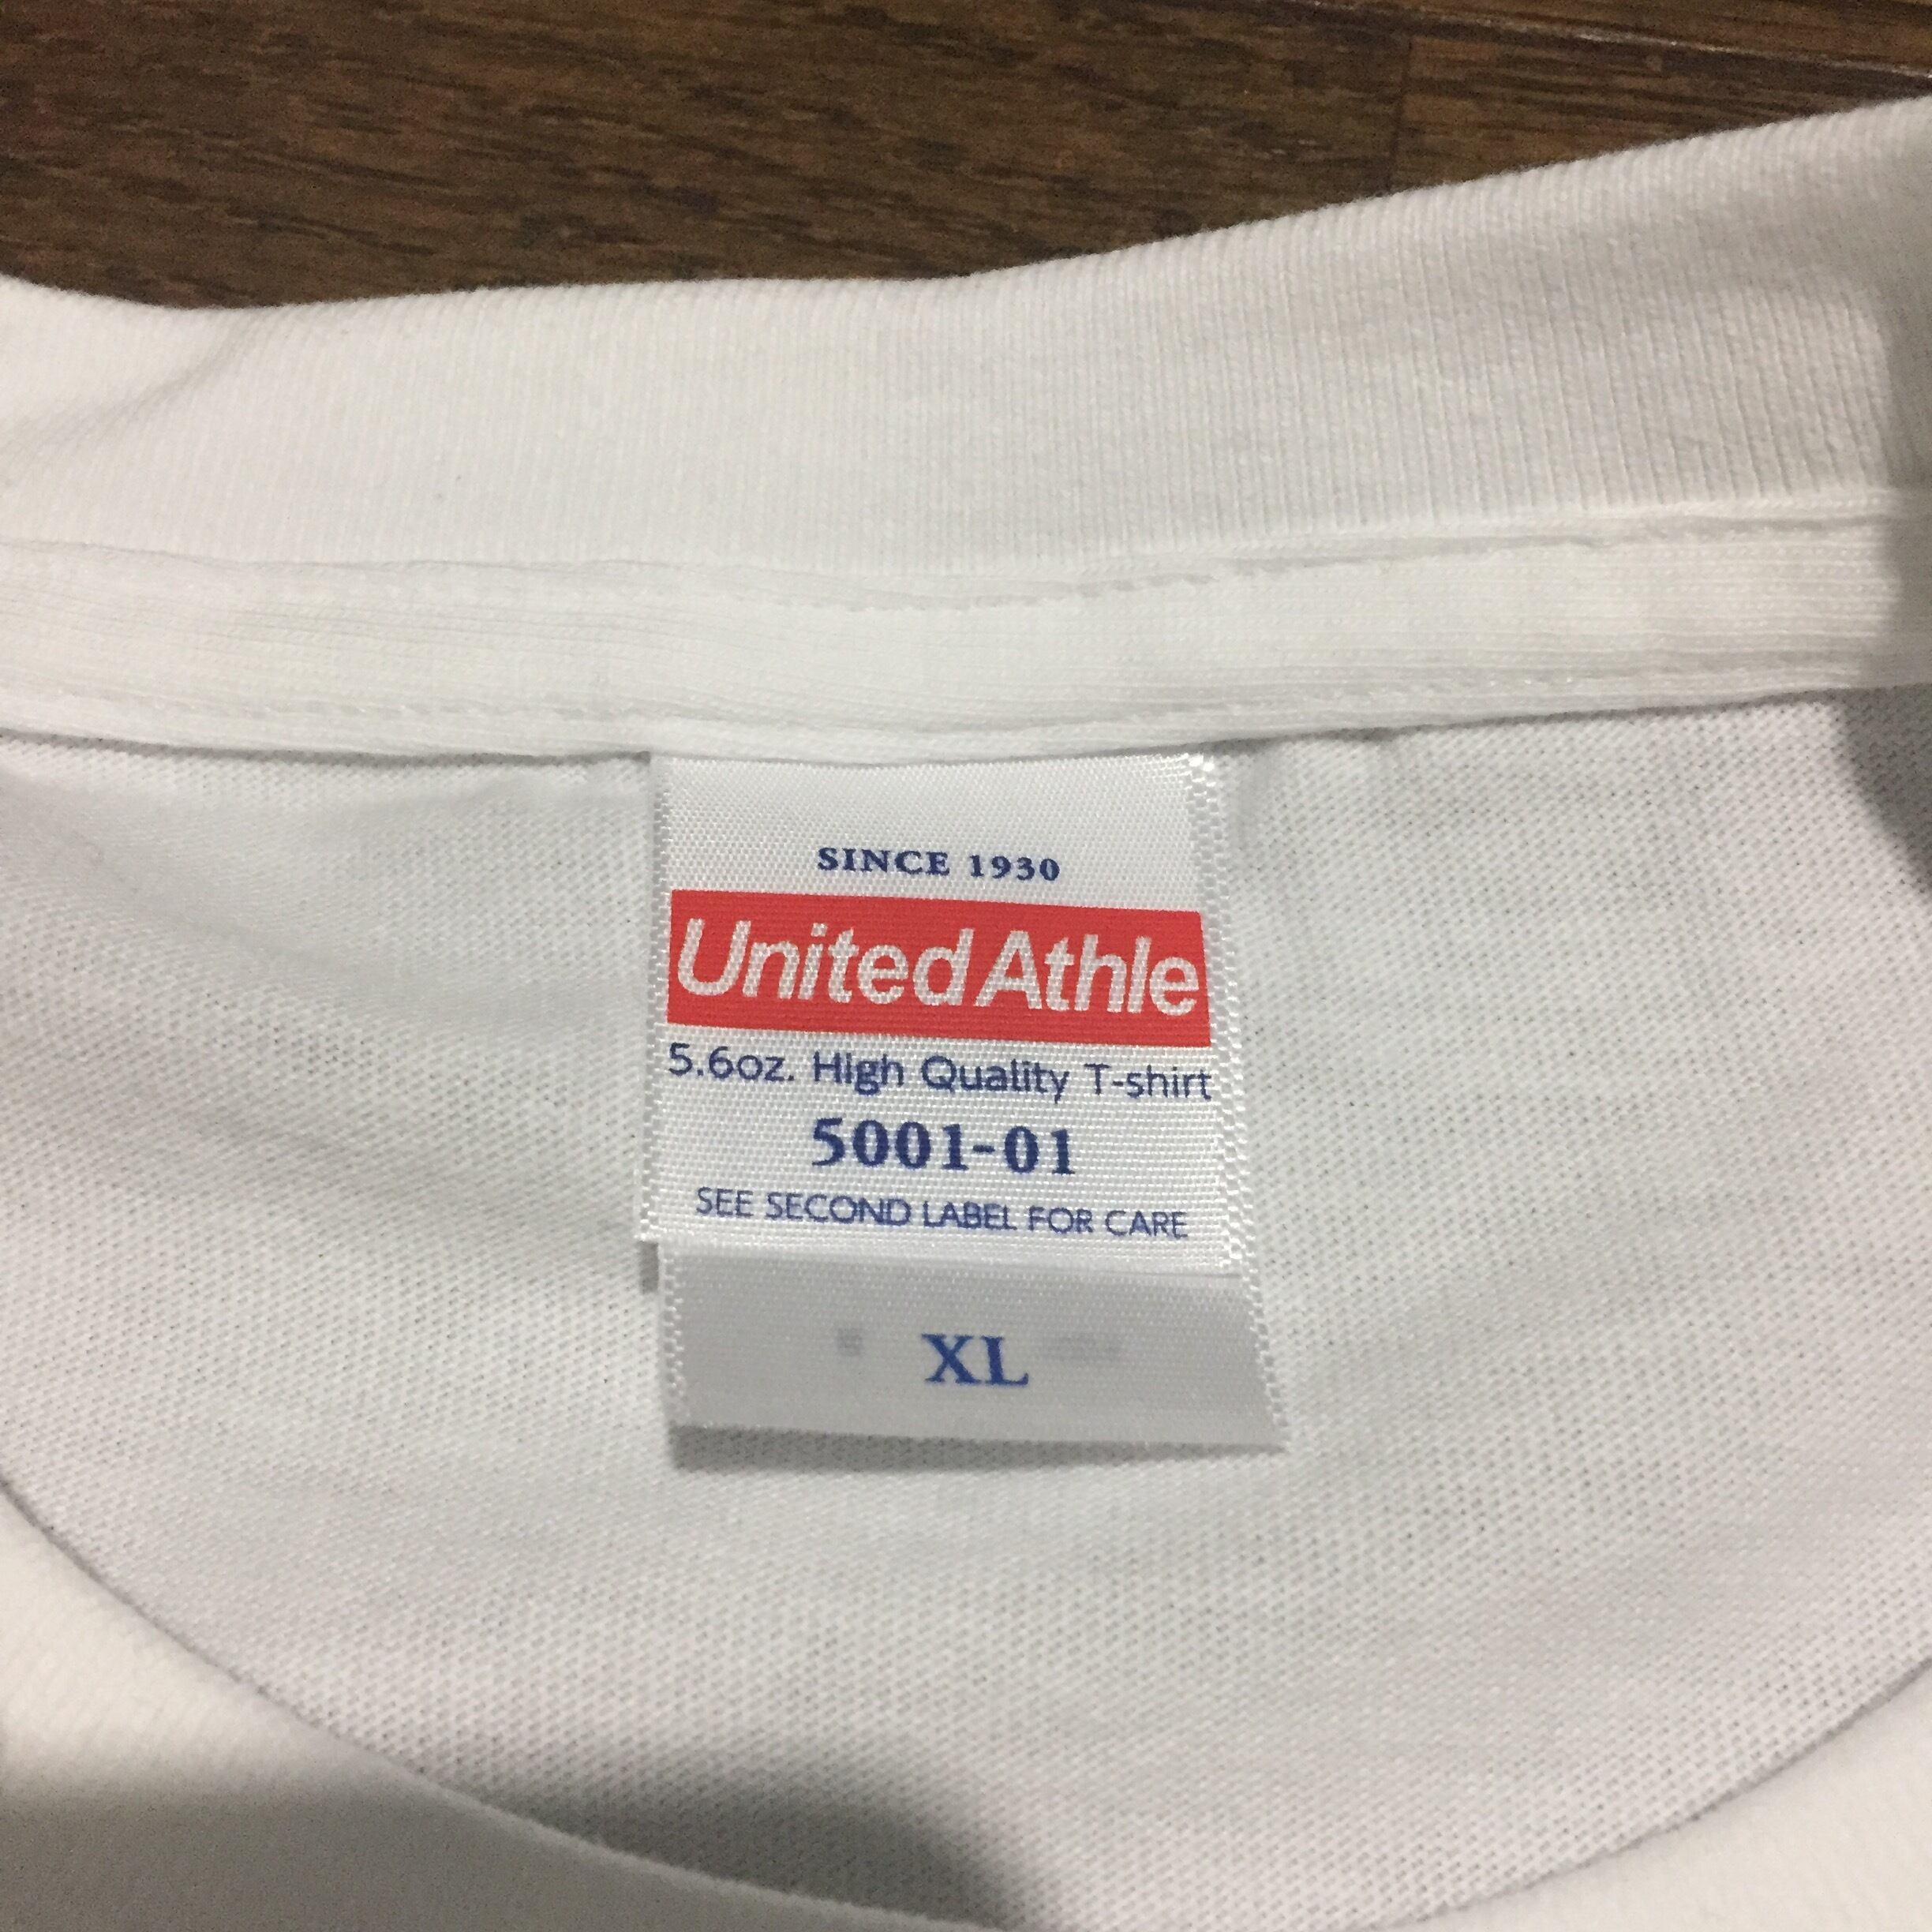 SINCE 1930
United Athle
5.6oz. High Quality T-shirt
5001-01
SEE SECOND LABEL FOR CARE
XL